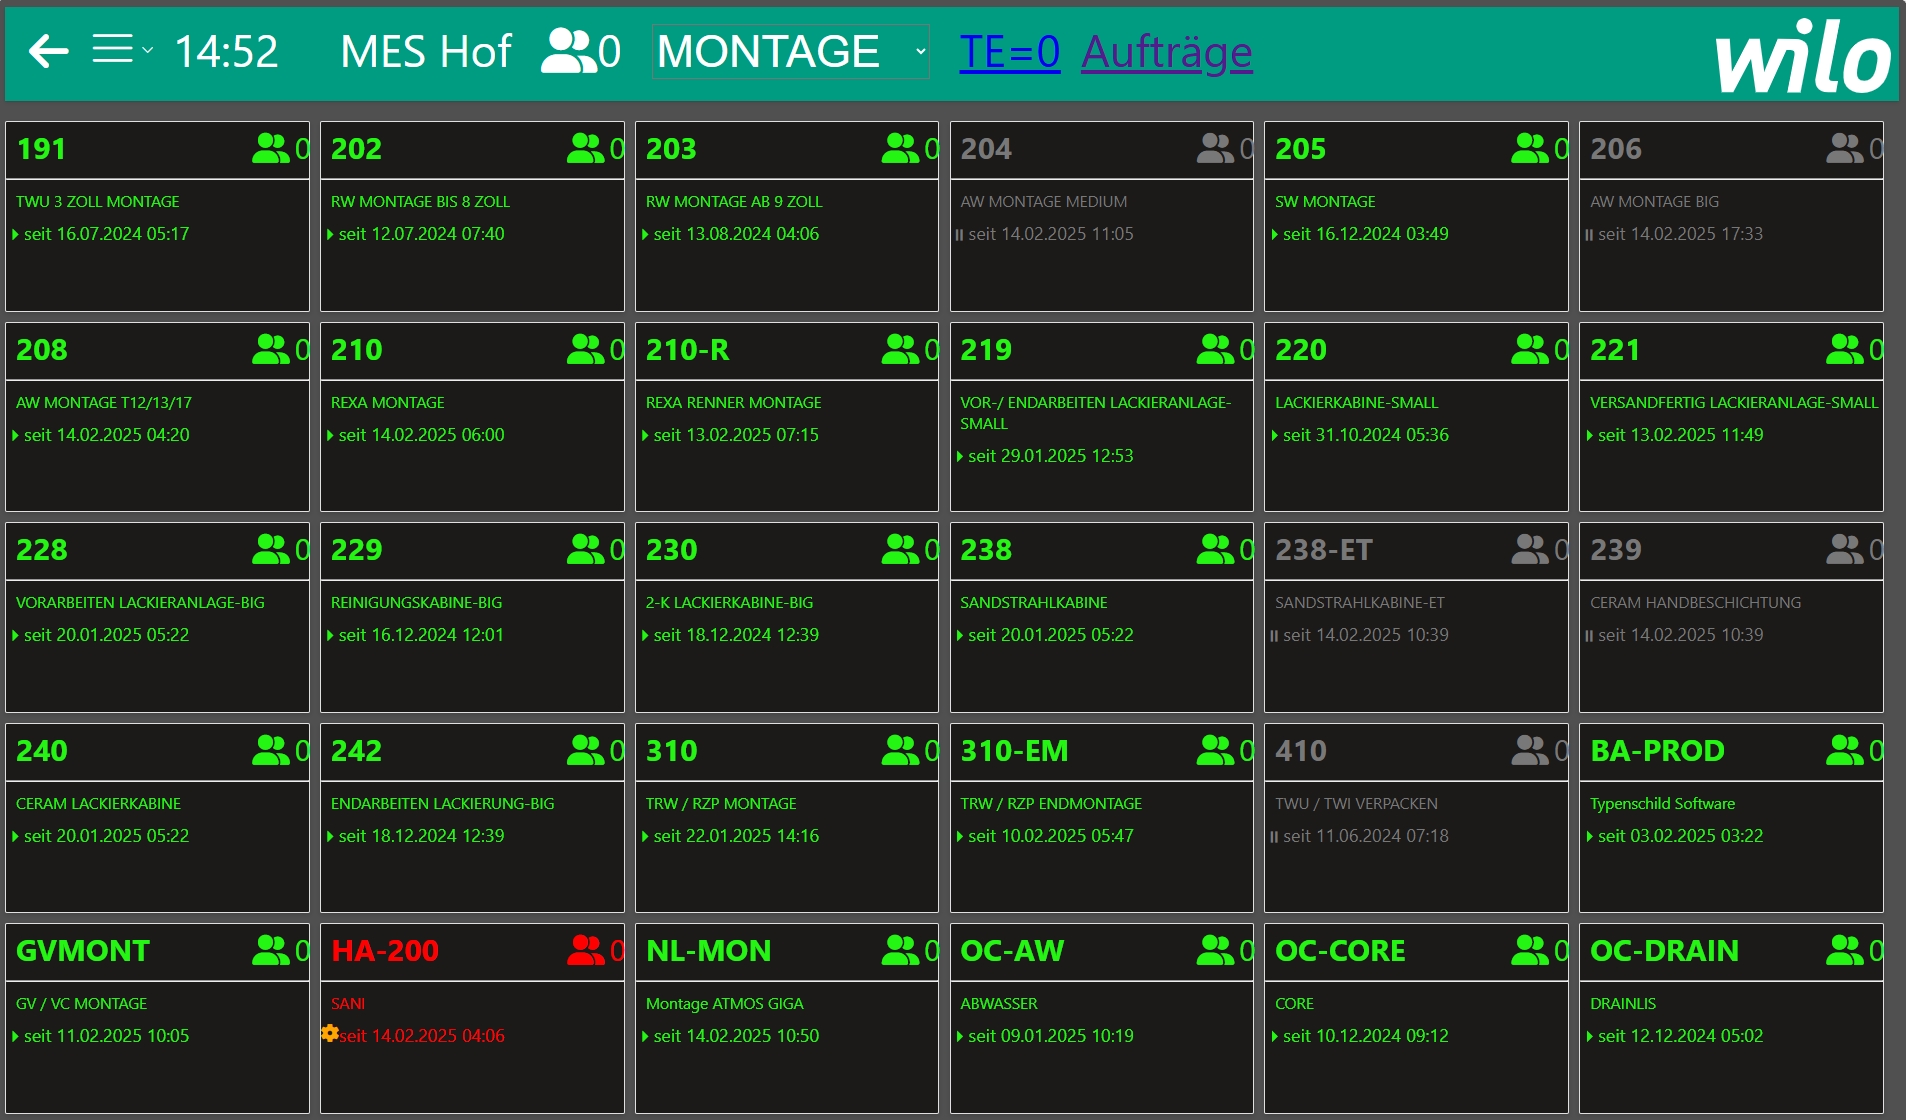 14:52 MES Hof 0 MONTAGE TE=0 Aufträge wilo
191 0
TWU 3 ZOLL MONTAGE
seit 16.07.2024 05:17
202 0
RW MONTAGE BIS 8 ZOLL
seit 12.07.2024 07:40
203 0
RW MONTAGE AB 9 ZOLL
seit 13.08.2024 04:06
204 0
AW MONTAGE MEDIUM
seit 14.02.2025 11:05
205 0
SW MONTAGE
seit 16.12.2024 03:49
206 0
AW MONTAGE BIG
seit 14.02.2025 17:33
208 0
AW MONTAGE T12/13/17
seit 14.02.2025 04:20
210 0
REXA MONTAGE
seit 14.02.2025 06:00
210-R 0
REXA RENNER MONTAGE
seit 13.02.2025 07:15
219 0
VOR-/ ENDARBEITEN LACKIERANLAGE-
SMALL
seit 29.01.2025 12:53
220 0
LACKIERKABINE-SMALL
seit 31.10.2024 05:36
221 0
VERSANDFERTIG LACKIERANLAGE-SMALL
seit 13.02.2025 11:49
228 0
VORARBEITEN LACKIERANLAGE-BIG
seit 20.01.2025 05:22
229 0
REINIGUNGSKABINE-BIG
seit 16.12.2024 12:01
230 0
2-K LACKIERKABINE-BIG
seit 18.12.2024 12:39
238 0
SANDSTRAHLKABINE
seit 20.01.2025 05:22
238-ET 0
SANDSTRAHLKABINE-ET
seit 14.02.2025 10:39
239 0
CERAM HANDBESCHICHTUNG
seit 14.02.2025 10:39
240 0
CERAM LACKIERKABINE
seit 20.01.2025 05:22
242 0
ENDARBEITEN LACKIERUNG-BIG
seit 18.12.2024 12:39
310 0
TRW / RZP MONTAGE
seit 22.01.2025 14:16
310-EM 0
TRW / RZP ENDMONTAGE
seit 10.02.2025 05:47
410 0
TWU / TWI VERPACKEN
seit 11.06.2024 07:18
BA-PROD 0
Typenschild Software
seit 03.02.2025 03:22
GVMONT 0
GV / VC MONTAGE
seit 11.02.2025 10:05
HA-200 0
SANI
seit 14.02.2025 04:06
NL-MON 0
Montage ATMOS GIGA
seit 14.02.2025 10:50
OC-AW 0
ABWASSER
seit 09.01.2025 10:19
OC-CORE 0
CORE
seit 10.12.2024 09:12
OC-DRAIN 0
DRAINLIS
seit 12.12.2024 05:02